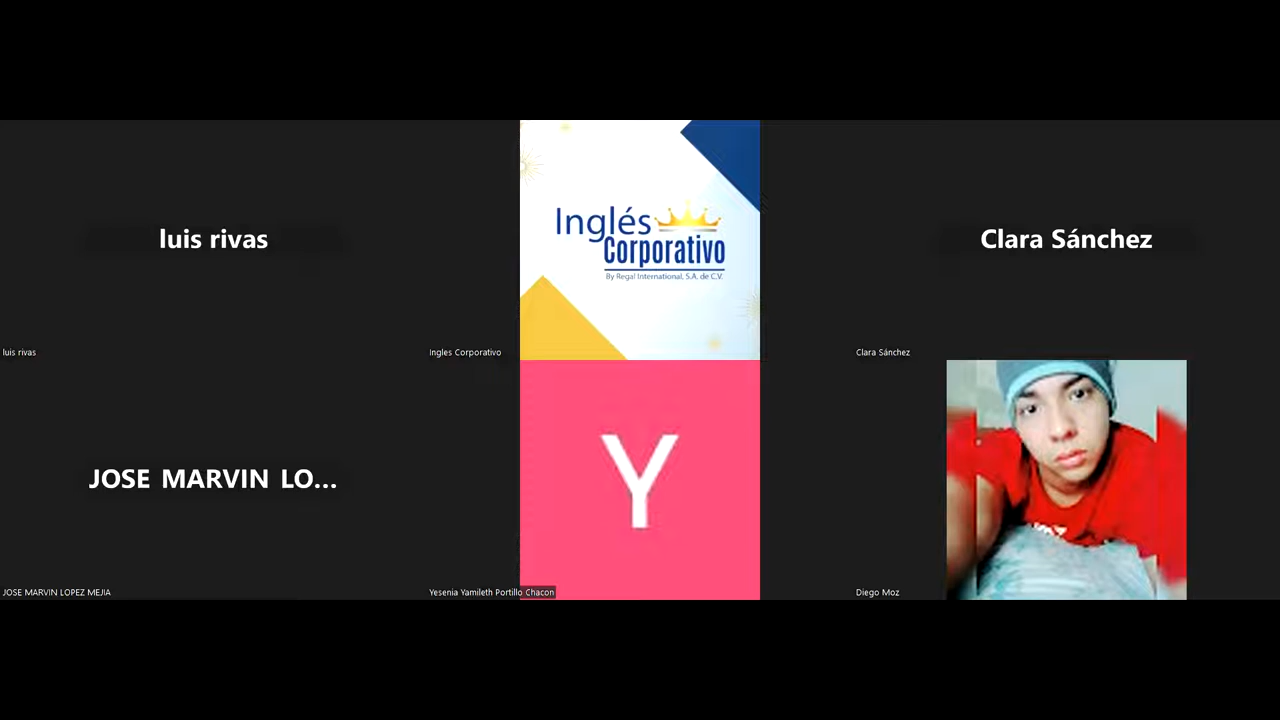 luis rivas
luis rivas
Inglés
Corporativo
By Regal International, S.A. de C.V.
Ingles Corporativo
Clara Sánchez
Clara Sánchez
JOSE MARVIN LO...
JOSE MARVIN LOPEZ MEJIA
Y
Yesenia Yamileth Portillo Chacon
Diego Moz